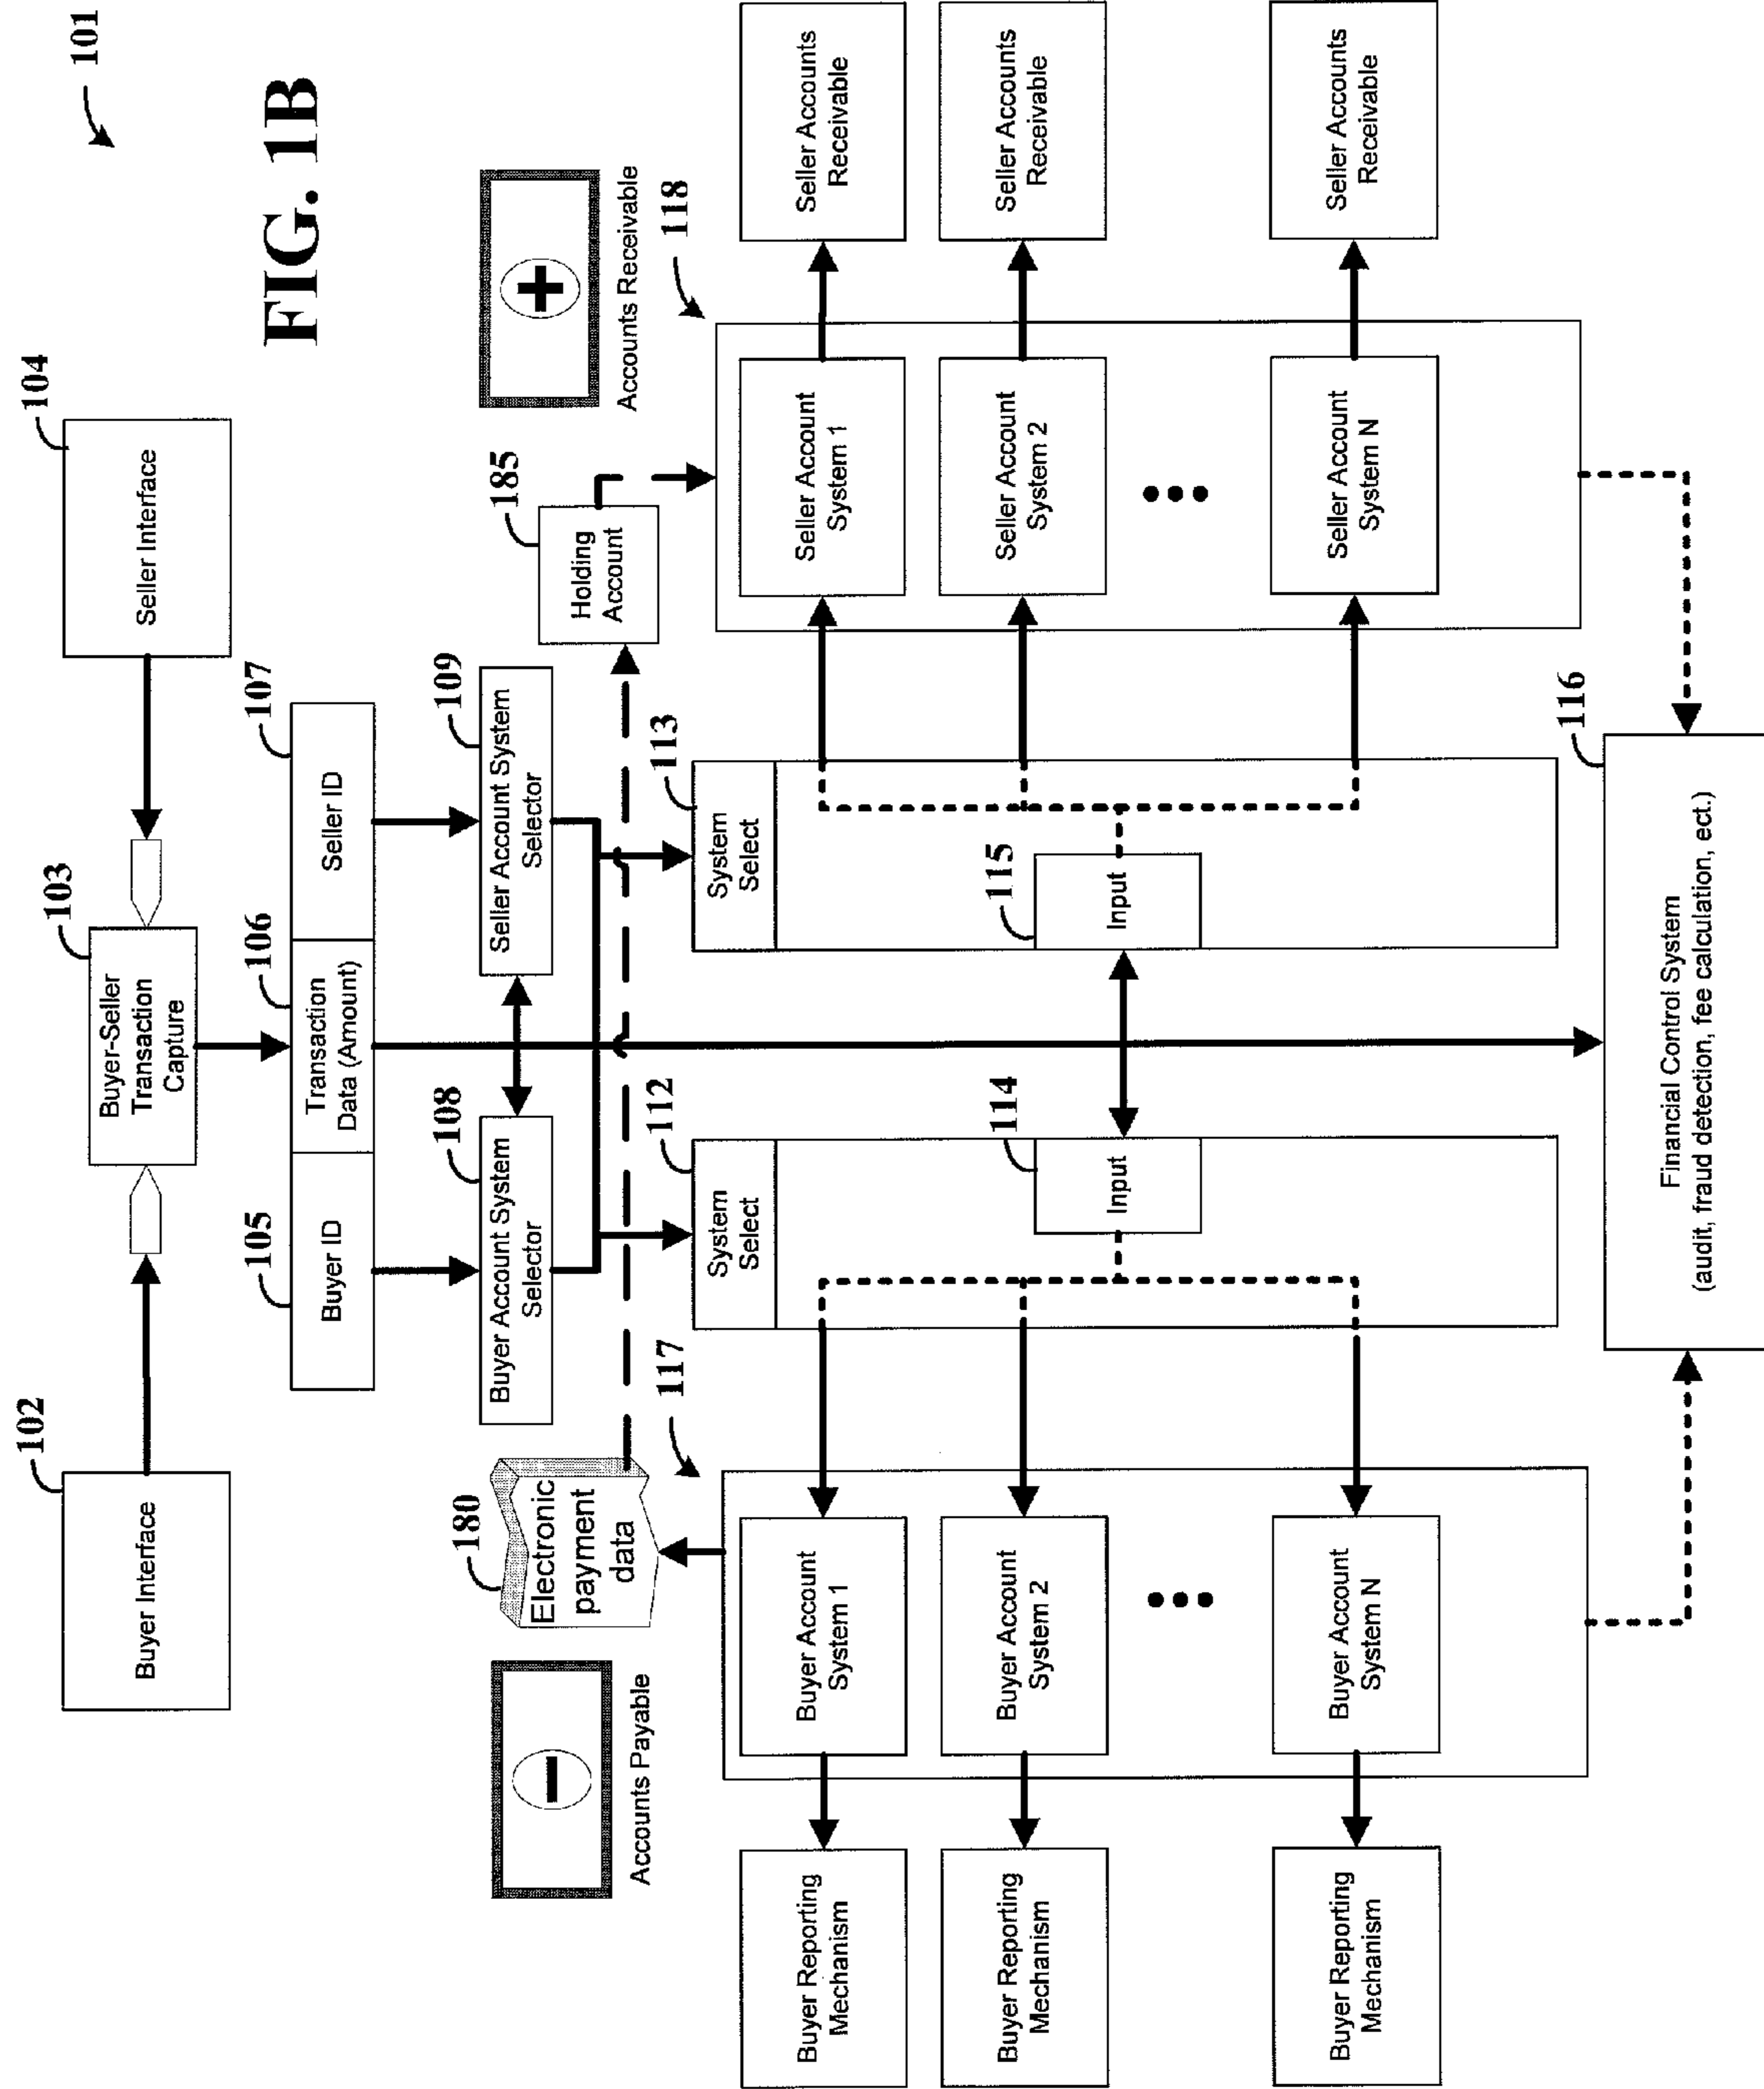 101
FIG. 1B
102
Buyer Interface
103
Buyer-Seller
Transaction
Capture
104
Seller Interface
105
Buyer ID
106
Transaction
Data (Amount)
107
Seller ID
108
Buyer Account System
Selector
109
Seller Account System
Selector
Accounts Payable
180
Electronic
payment
data
185
Holding
Account
Accounts Receivable
117
112
System
Select
113
System
Select
118
114
Input
115
Input
Buyer Reporting
Mechanism
Buyer Account
System 1
Seller Account
System 1
Seller Accounts
Receivable
Buyer Reporting
Mechanism
Buyer Account
System 2
Seller Account
System 2
Seller Accounts
Receivable
Buyer Reporting
Mechanism
Buyer Account
System N
Seller Account
System N
Seller Accounts
Receivable
116
Financial Control System
(audit, fraud detection, fee calculation, ect.)